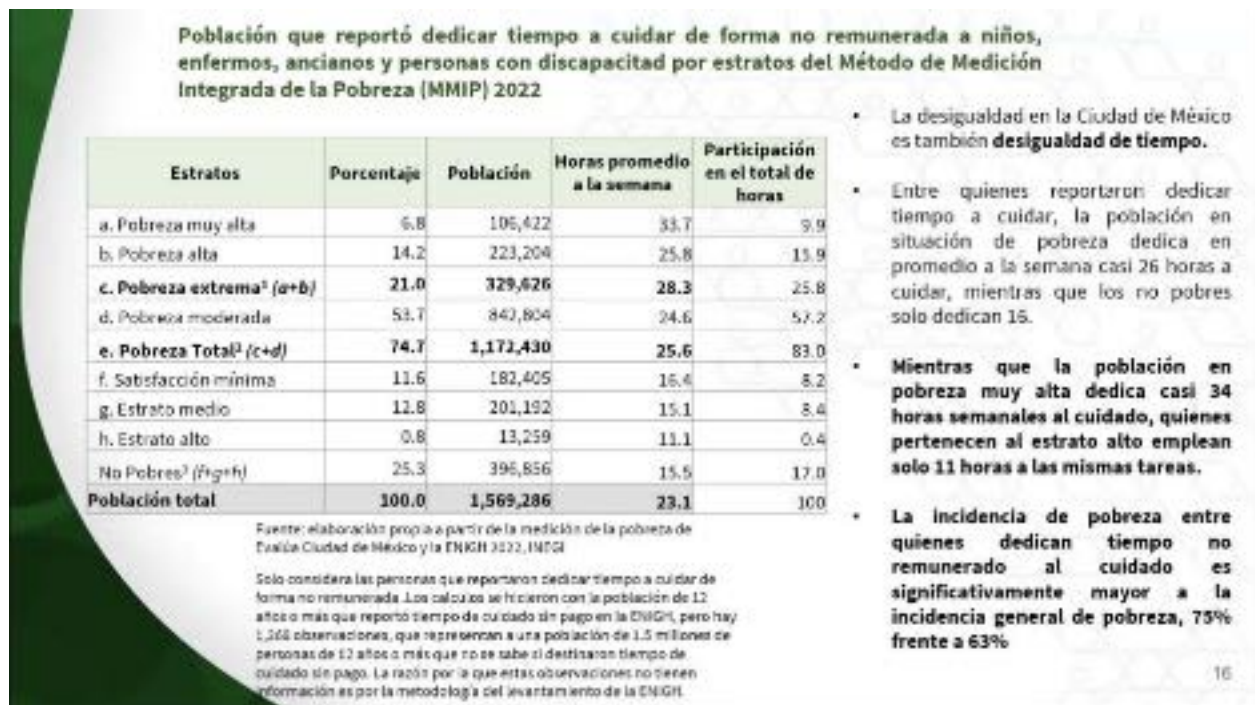 Población que reportó dedicar tiempo a cuidar de forma no remunerada a niños,
enfermos, ancianos y personas con discapacitad por estratos del Método de Medición
Integrada de la Pobreza (MMIP) 2022
Estratos Porcentaje Población Horas promedio a la semana Participación en el total de horas
a. Pobreza muy alta 6.8 106,422 33.7 9.9
b. Pobreza alta 14.2 223,204 25.8 15.9
c. Pobreza extrema¹ (a+b) 21.0 329,626 28.3 25.8
d. Pobreza moderada 53.7 842,804 24.6 57.2
e. Pobreza Total² (c+d) 74.7 1,172,430 25.6 83.0
f. Satisfacción mínima 11.6 182,405 16.4 8.2
g. Estrato medio 12.8 201,192 15.1 8.4
h. Estrato alto 0.8 13,259 11.1 0.4
No Pobres³ (f+g+h) 25.3 396,856 15.5 17.0
Población total 100.0 1,569,286 23.1 100
Fuente: elaboración propia a partir de la medición de la pobreza de
Evalúa Ciudad de México y la ENIGH 2022, INEGI
Solo considera las personas que reportaron dedicar tiempo a cuidar de
forma no remunerada .Los calculos se hicieron con la población de 12
años o más que reportó tiempo de cuidado sin pago en la ENIGH, pero hay
observaciones, que representan a una población de 1.5 millones de
personas de 12 años o más que no se sabe si destinaron tiempo de
cuidado sin pago. La razón por la que estas observaciones no tienen
información es por la metodología del levantamiento de la ENIGH.
• La desigualdad en la Ciudad de México
es también desigualdad de tiempo.
• Entre quienes reportaron dedicar
tiempo a cuidar, la población en
situación de pobreza dedica en
promedio a la semana casi 26 horas a
cuidar, mientras que los no pobres
solo dedican 16.
• Mientras que la población en
pobreza muy alta dedica casi 34
horas semanales al cuidado, quienes
pertenecen al estrato alto emplean
solo 11 horas a las mismas tareas.
• La incidencia de pobreza entre
quienes dedican tiempo no
remunerado al cuidado es
significativamente mayor a la
incidencia general de pobreza, 75%
frente a 63%
16